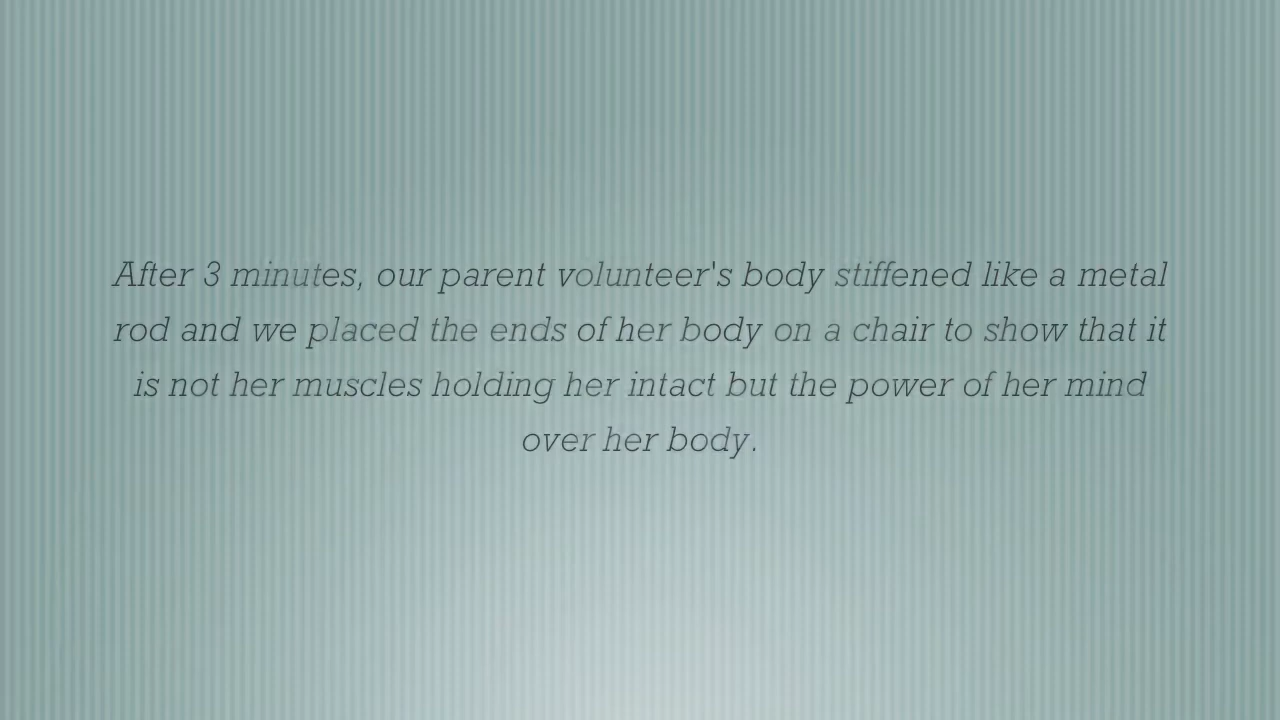 After 3 minutes, our parent volunteer's body stiffened like a metal
rod and we placed the ends of her body on a chair to show that it
is not her muscles holding her intact but the power of her mind
over her body.